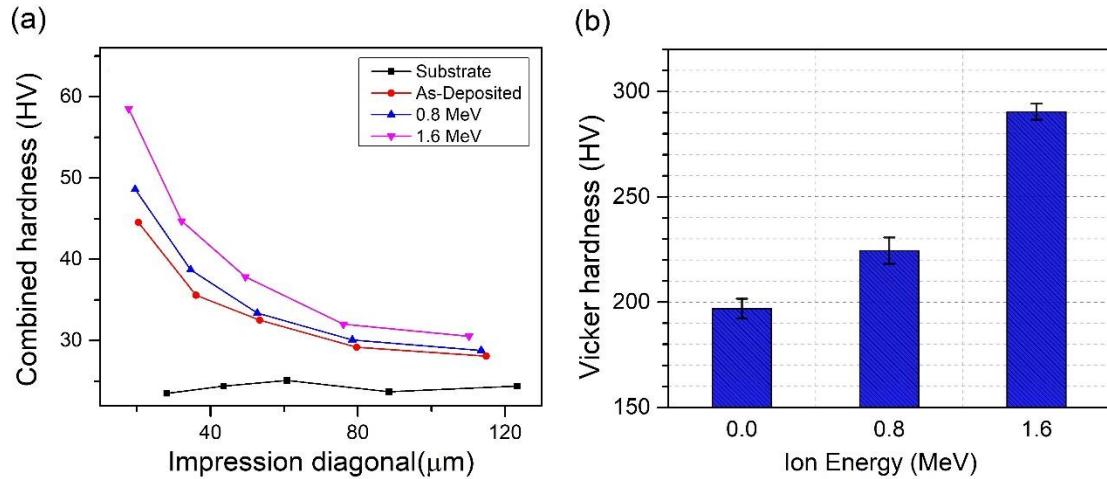 (a)
Combined hardness (HV)
60
50
40
30
Substrate
As-Deposited
0.8 MeV
1.6 MeV
40
80
120
Impression diagonal(μm)
(b)
Vicker hardness (HV)
300
250
200
150
0.0
0.8
1.6
Ion Energy (MeV)